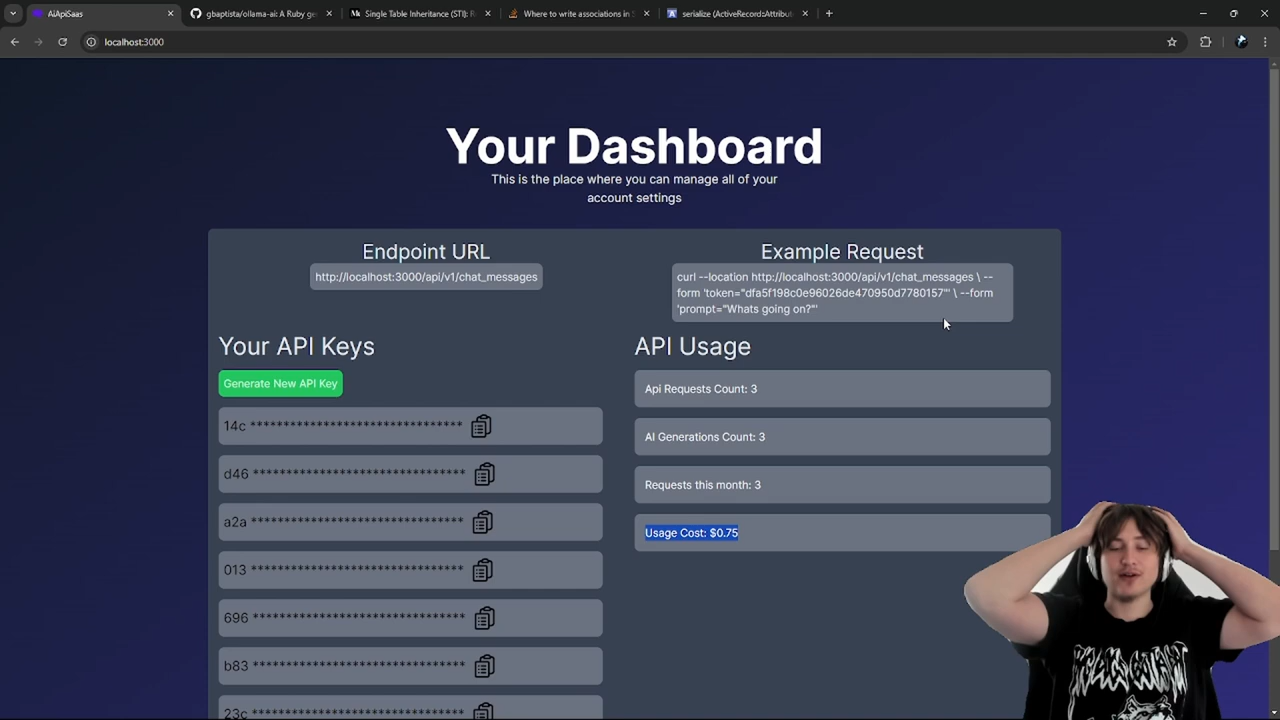 AiApiSaas
gbaptista/ollama-ai: A Ruby ge
Single Table Inheritance (STI): R
Where to write associations in S
serialize (ActiveRecord::Attribut
localhost:3000
Your Dashboard
This is the place where you can manage all of your
account settings
Endpoint URL
http://localhost:3000/api/v1/chat_messages
Example Request
curl --location http://localhost:3000/api/v1/chat_messages \ --
form 'token="dfa5f198c0e96026de470950d7780157"' \ --form
'prompt="Whats going on?"'
Your API Keys
Generate New API Key
14c ********************************
d46 ********************************
a2a ********************************
013 ********************************
696 ********************************
b83 ********************************
23c ********************************
API Usage
Api Requests Count: 3
AI Generations Count: 3
Requests this month: 3
Usage Cost: $0.75